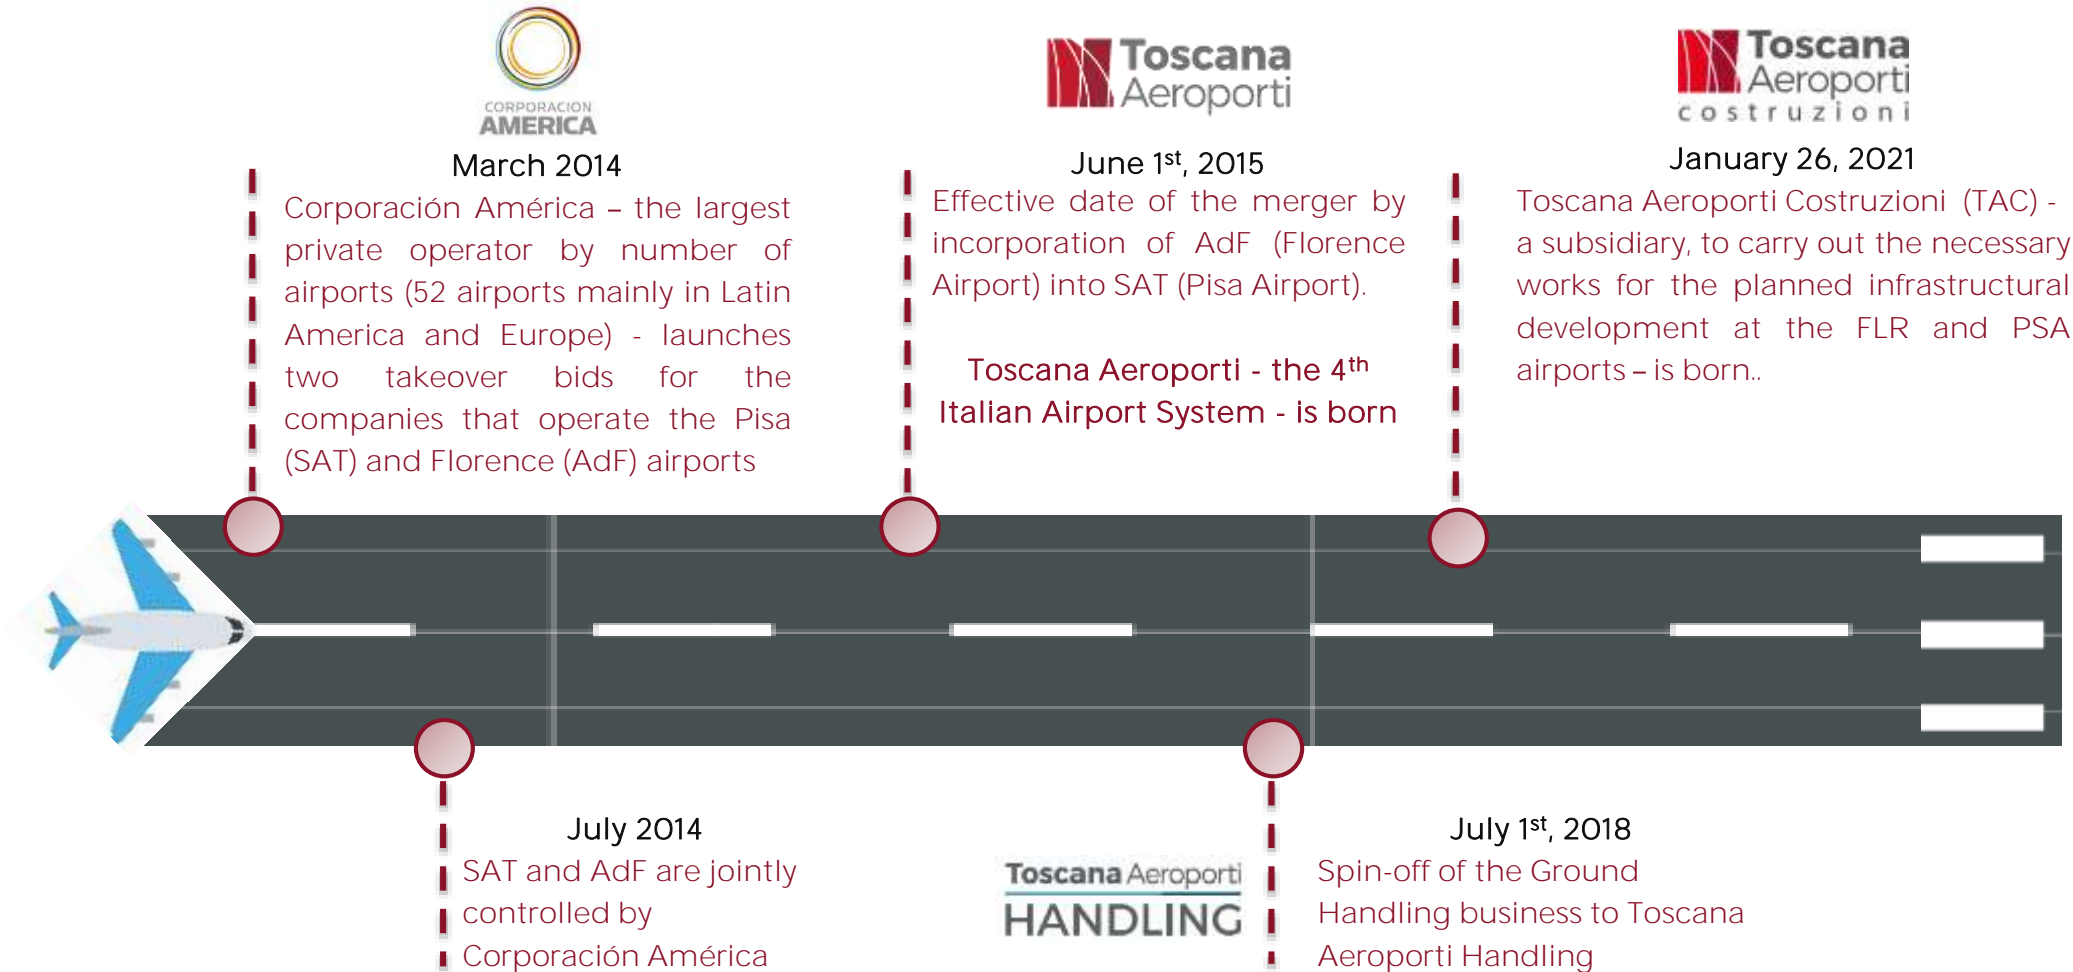 CORPORACION
AMERICA
March 2014
Corporación América – the largest
private operator by number of
airports (52 airports mainly in Latin
America and Europe) - launches
two takeover bids for the
companies that operate the Pisa
(SAT) and Florence (AdF) airports
Toscana
Aeroporti
June 1st, 2015
Effective date of the merger by
incorporation of AdF (Florence
Airport) into SAT (Pisa Airport).
Toscana Aeroporti - the 4th
Italian Airport System - is born
Toscana
Aeroporti
costruzioni
January 26, 2021
Toscana Aeroporti Costruzioni (TAC) -
a subsidiary, to carry out the necessary
works for the planned infrastructural
development at the FLR and PSA
airports – is born..
July 2014
SAT and AdF are jointly
controlled by
Corporación América
Toscana Aeroporti
HANDLING
July 1st, 2018
Spin-off of the Ground
Handling business to Toscana
Aeroporti Handling